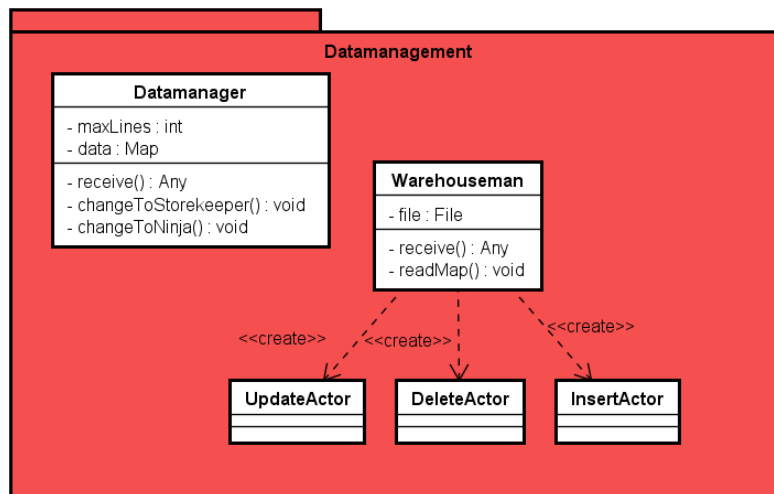 Datamanagement
Datamanager
- maxLines : int
- data : Map
- receive() : Any
- changeToStorekeeper() : void
- changeToNinja() : void
Warehouseman
- file : File
- receive() : Any
- readMap() : void
<<create>>
<<create>>
<<create>>
UpdateActor
DeleteActor
InsertActor